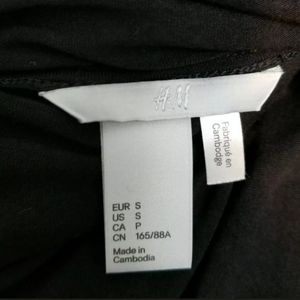 H&M
EUR S
US S
CA P
CN 165/88A
Made in
Cambodia
Fabriqué en
Cambodge